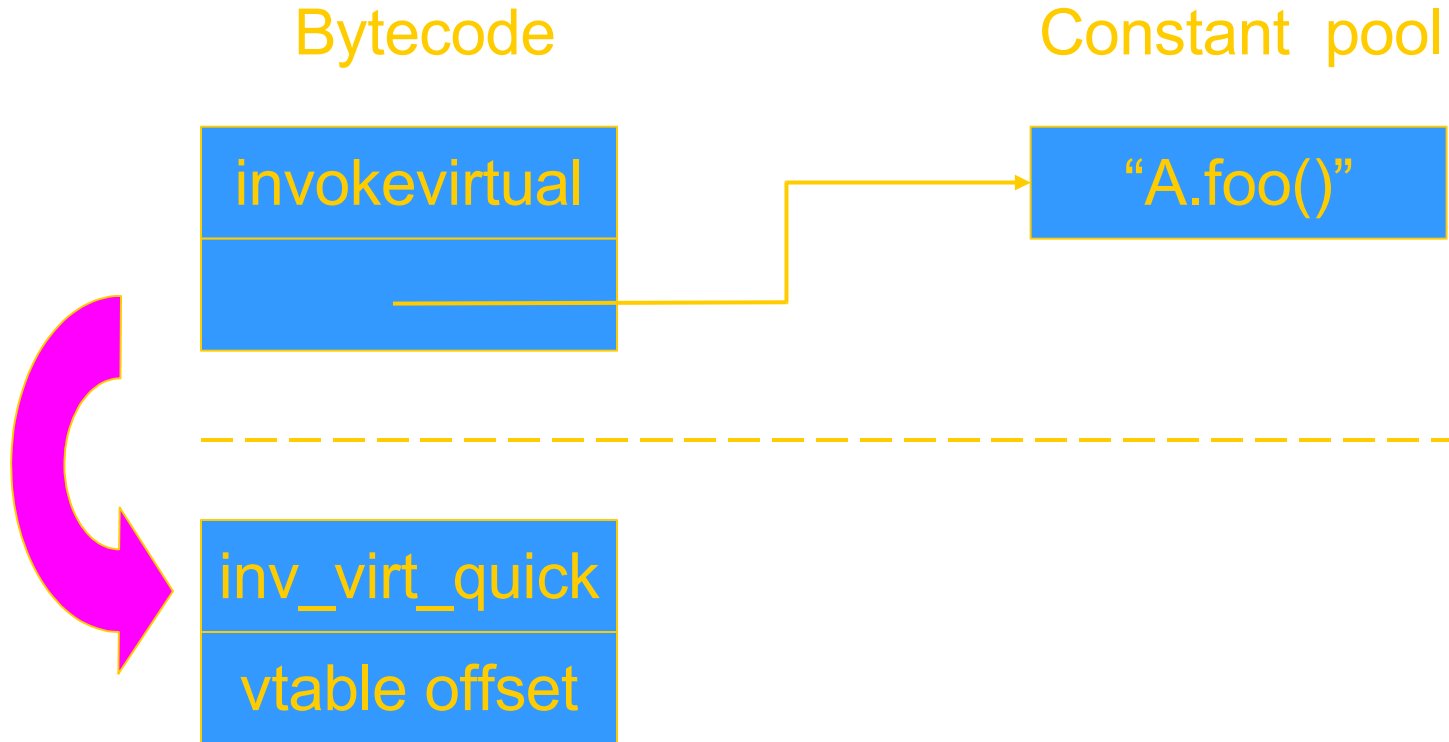 Bytecode
Constant pool
invokevirtual
“A.foo()”
inv_virt_quick
vtable offset